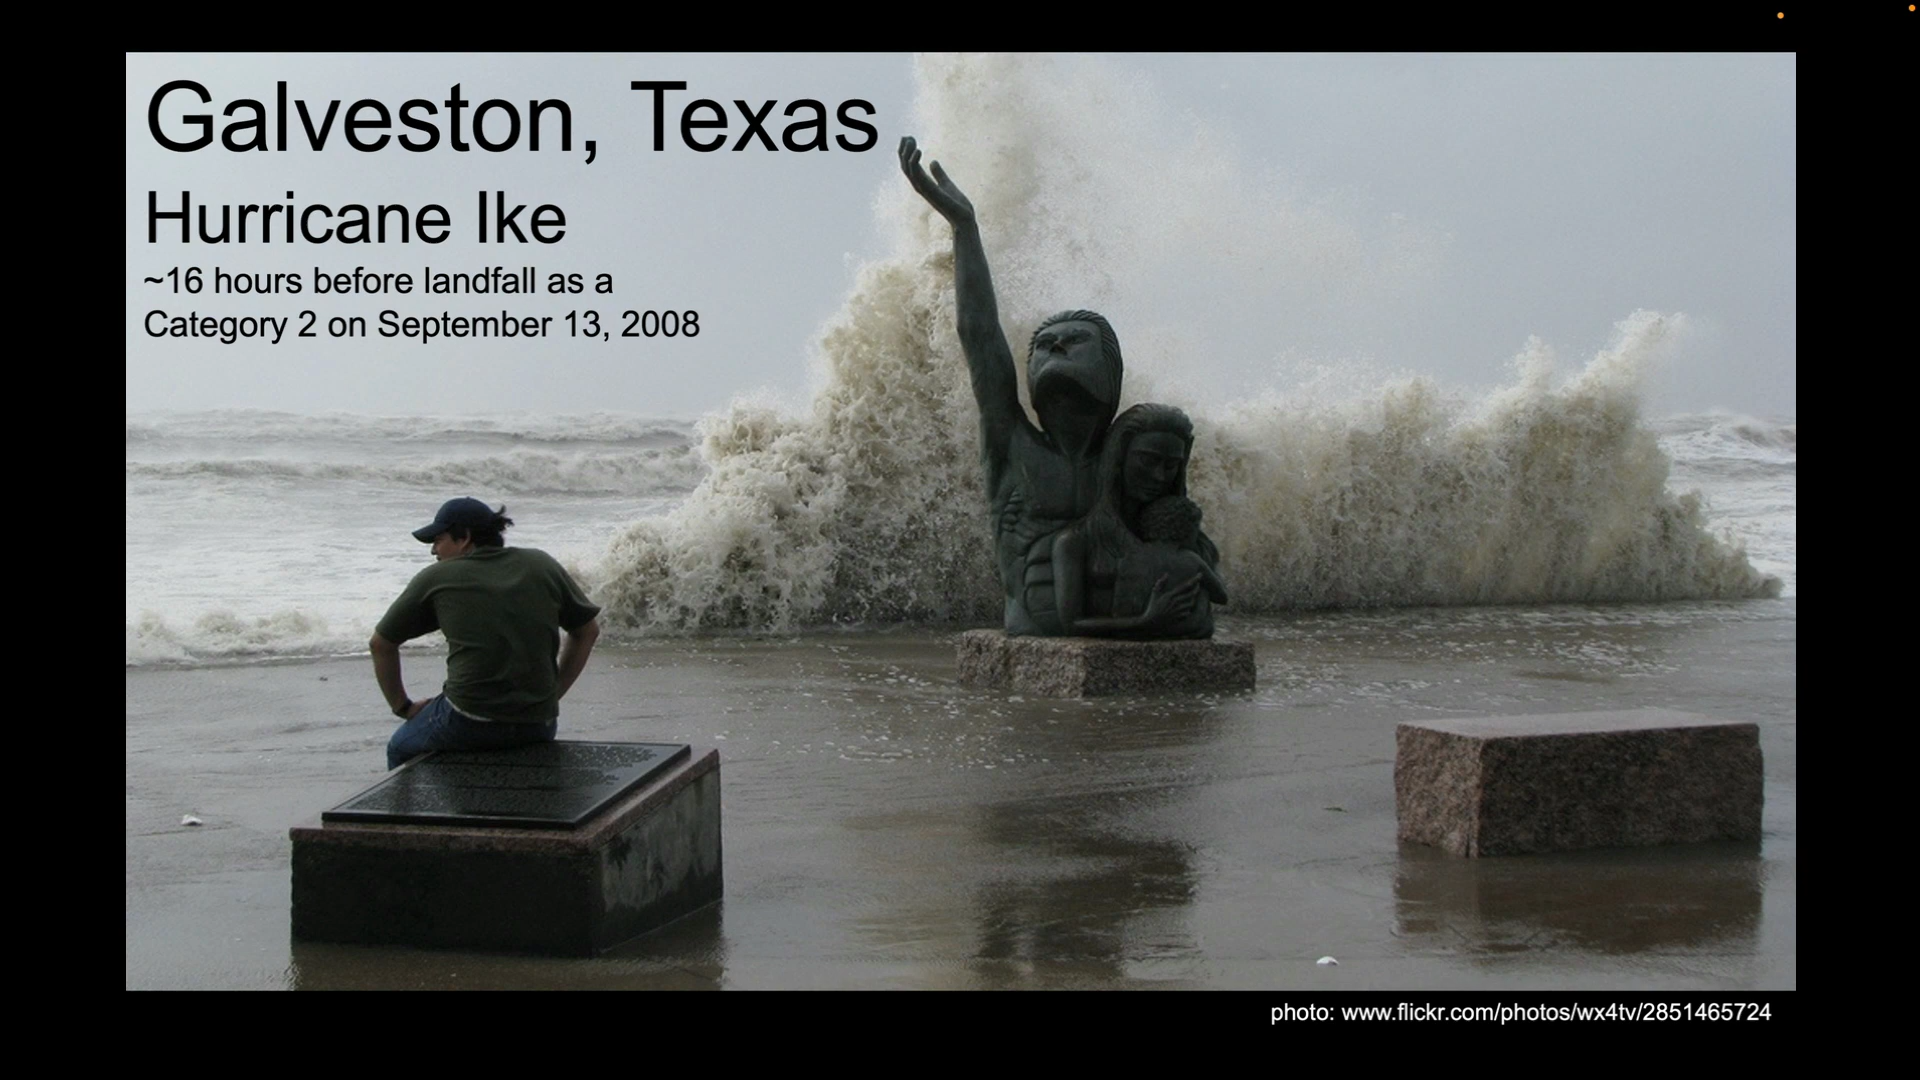 Galveston, Texas
Hurricane Ike
~16 hours before landfall as a
Category 2 on September 13, 2008
photo: www.flickr.com/photos/wx4tv/2851465724